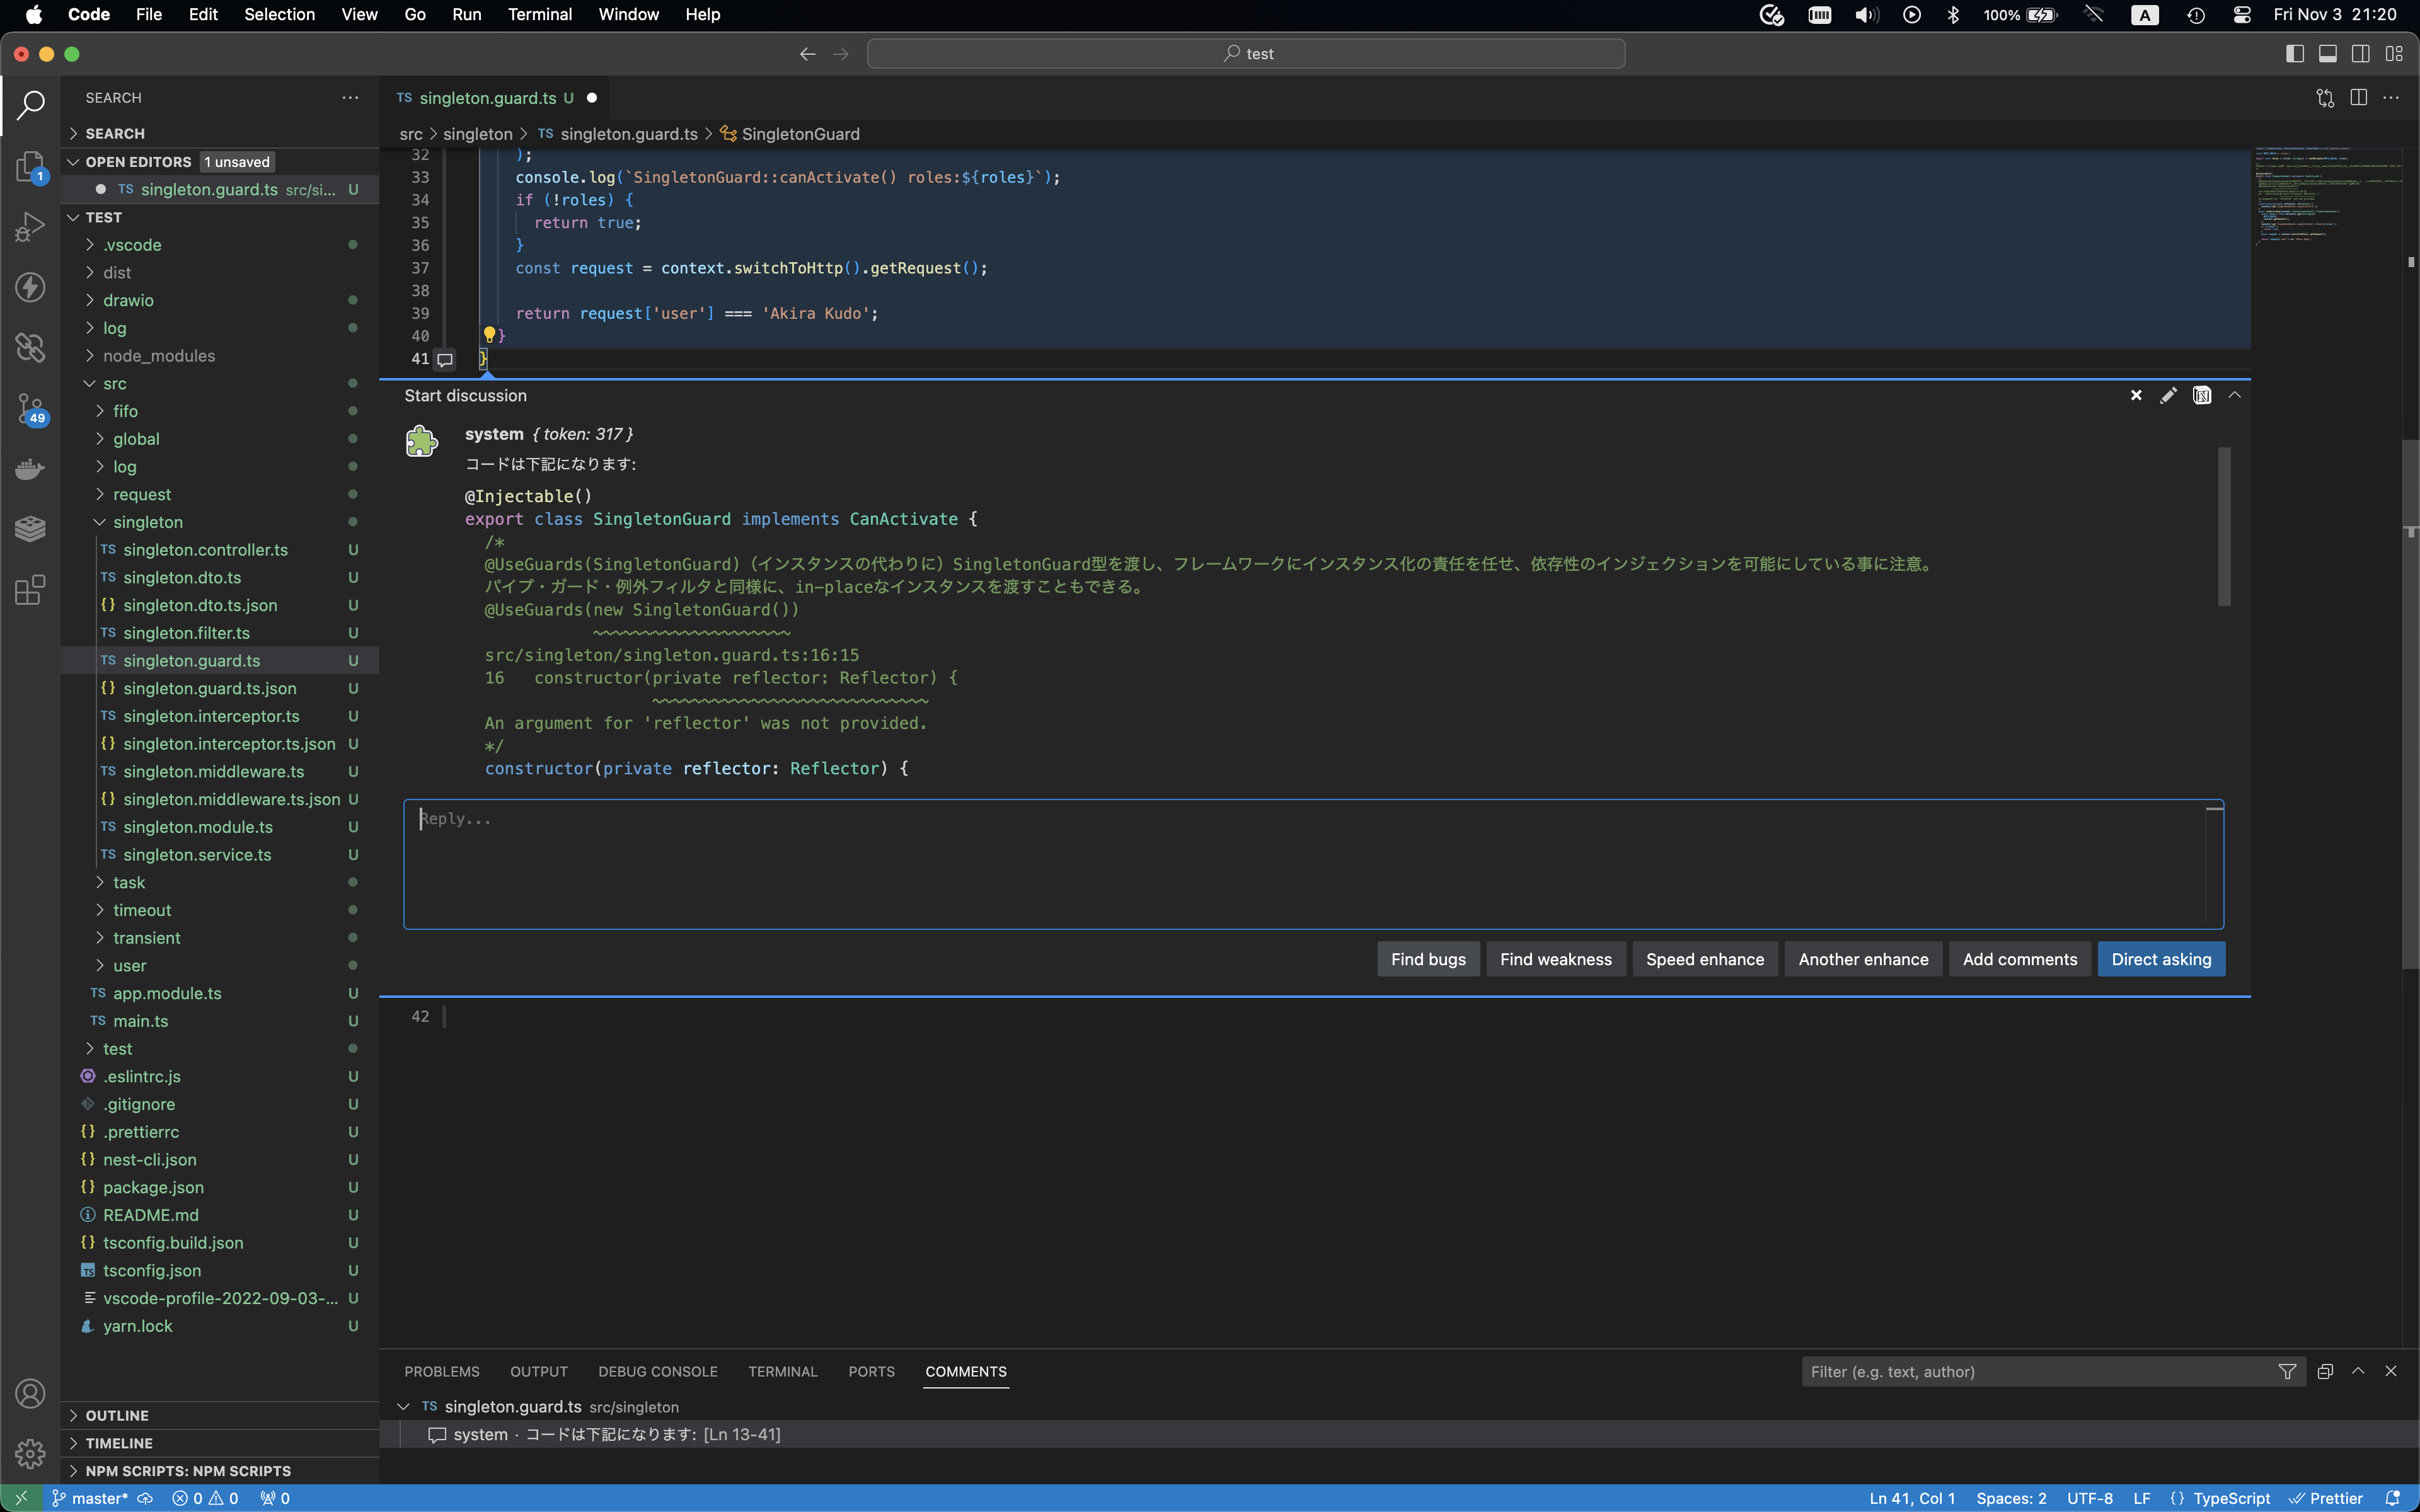 Code File Edit Selection View Go Run Terminal Window Help 100% A Fri Nov 3 21:20
test
SEARCH
TS singleton.guard.ts U
SEARCH
src > singleton > TS singleton.guard.ts > SingletonGuard
OPEN EDITORS 1 unsaved
TS singleton.guard.ts src/si... U
TEST
.vscode
dist
drawio
log
node_modules
src
fifo
global
log
request
singleton
TS singleton.controller.ts U
TS singleton.dto.ts U
{} singleton.dto.ts.json U
TS singleton.filter.ts U
TS singleton.guard.ts U
{} singleton.guard.ts.json U
TS singleton.interceptor.ts U
{} singleton.interceptor.ts.json U
TS singleton.middleware.ts U
{} singleton.middleware.ts.json U
TS singleton.module.ts U
TS singleton.service.ts U
task
timeout
transient
user
TS app.module.ts U
TS main.ts U
test
.eslintrc.js U
.gitignore U
{} .prettierrc U
{} nest-cli.json U
{} package.json U
README.md U
{} tsconfig.build.json U
TS tsconfig.json U
vscode-profile-2022-09-03-... U
yarn.lock U
OUTLINE
TIMELINE
NPM SCRIPTS: NPM SCRIPTS
1
49
32 );
33 console.log(`SingletonGuard::canActivate() roles:${roles}`);
34 if (!roles) {
35 return true;
36 }
37 const request = context.switchToHttp().getRequest();
38
39 return request['user'] === 'Akira Kudo';
40 }
41 }
Start discussion
system { token: 317 }
コードは下記になります:
@Injectable()
export class SingletonGuard implements CanActivate {
/*
@UseGuards(SingletonGuard)（インスタンスの代わりに）SingletonGuard型を渡し、フレームワークにインスタンス化の責任を任せ、依存性のインジェクションを可能にしている事に注意。
パイプ・ガード・例外フィルタと同様に、in-placeなインスタンスを渡すこともできる。
@UseGuards(new SingletonGuard())
~~~~~~~~~~~~~~~~~~~~
src/singleton/singleton.guard.ts:16:15
16 constructor(private reflector: Reflector) {
~~~~~~~~~~~~~~~~~~~~~~~~~~~~
An argument for 'reflector' was not provided.
*/
constructor(private reflector: Reflector) {
Reply...
Find bugs Find weakness Speed enhance Another enhance Add comments Direct asking
42
PROBLEMS OUTPUT DEBUG CONSOLE TERMINAL PORTS COMMENTS Filter (e.g. text, author)
TS singleton.guard.ts src/singleton
system · コードは下記になります: [Ln 13-41]
master* 0 0 0 Ln 41, Col 1 Spaces: 2 UTF-8 LF {} TypeScript Prettier